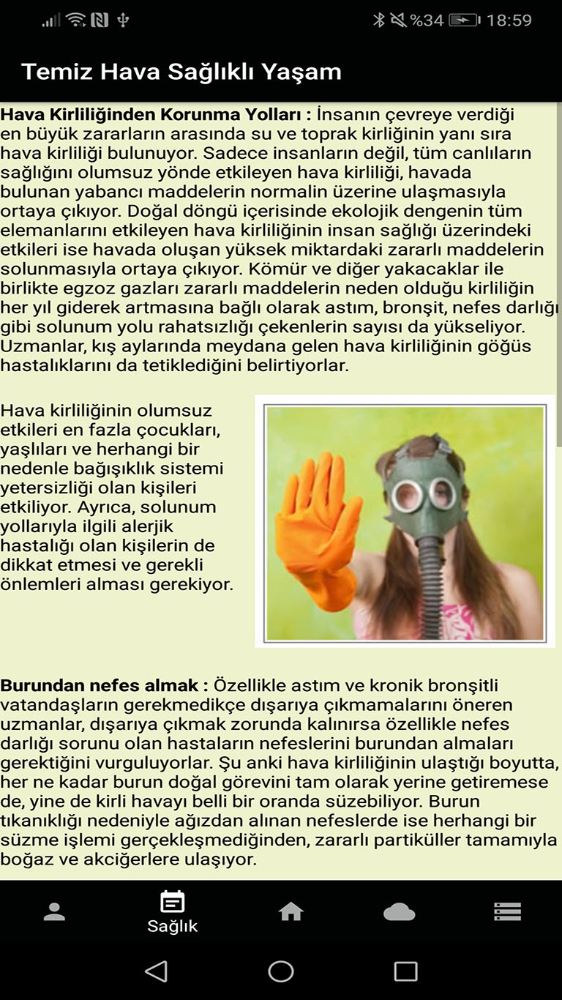 %34 18:59
Temiz Hava Sağlıklı Yaşam
Hava Kirliliğinden Korunma Yolları : İnsanın çevreye verdiği
en büyük zararların arasında su ve toprak kirliğinin yanı sıra
hava kirliliği bulunuyor. Sadece insanların değil, tüm canlıların
sağlığını olumsuz yönde etkileyen hava kirliliği, havada
bulunan yabancı maddelerin normalin üzerine ulaşmasıyla
ortaya çıkıyor. Doğal döngü içerisinde ekolojik dengenin tüm
elemanlarını etkileyen hava kirliliğinin insan sağlığı üzerindeki
etkileri ise havada oluşan yüksek miktardaki zararlı maddelerin
solunmasıyla ortaya çıkıyor. Kömür ve diğer yakacaklar ile
birlikte egzoz gazları zararlı maddelerin neden olduğu kirliliğin
her yıl giderek artmasına bağlı olarak astım, bronşit, nefes darlığı
gibi solunum yolu rahatsızlığı çekenlerin sayısı da yükseliyor.
Uzmanlar, kış aylarında meydana gelen hava kirliliğinin göğüs
hastalıklarını da tetiklediğini belirtiyorlar.
Hava kirliliğinin olumsuz
etkileri en fazla çocukları,
yaşlıları ve herhangi bir
nedenle bağışıklık sistemi
yetersizliği olan kişileri
etkiliyor. Ayrıca, solunum
yollarıyla ilgili alerjik
hastalığı olan kişilerin de
dikkat etmesi ve gerekli
önlemleri alması gerekiyor.
Burundan nefes almak : Özellikle astım ve kronik bronşitli
vatandaşların gerekmedikçe dışarıya çıkmamalarını öneren
uzmanlar, dışarıya çıkmak zorunda kalınırsa özellikle nefes
darlığı sorunu olan hastaların nefeslerini burundan almaları
gerektiğini vurguluyorlar. Şu anki hava kirliliğinin ulaştığı boyutta,
her ne kadar burun doğal görevini tam olarak yerine getiremese
de, yine de kirli havayı belli bir oranda süzebiliyor. Burun
tıkanıklığı nedeniyle ağızdan alınan nefeslerde ise herhangi bir
süzme işlemi gerçekleşmediğinden, zararlı partiküller tamamıyla
boğaz ve akciğerlere ulaşıyor.
Sağlık